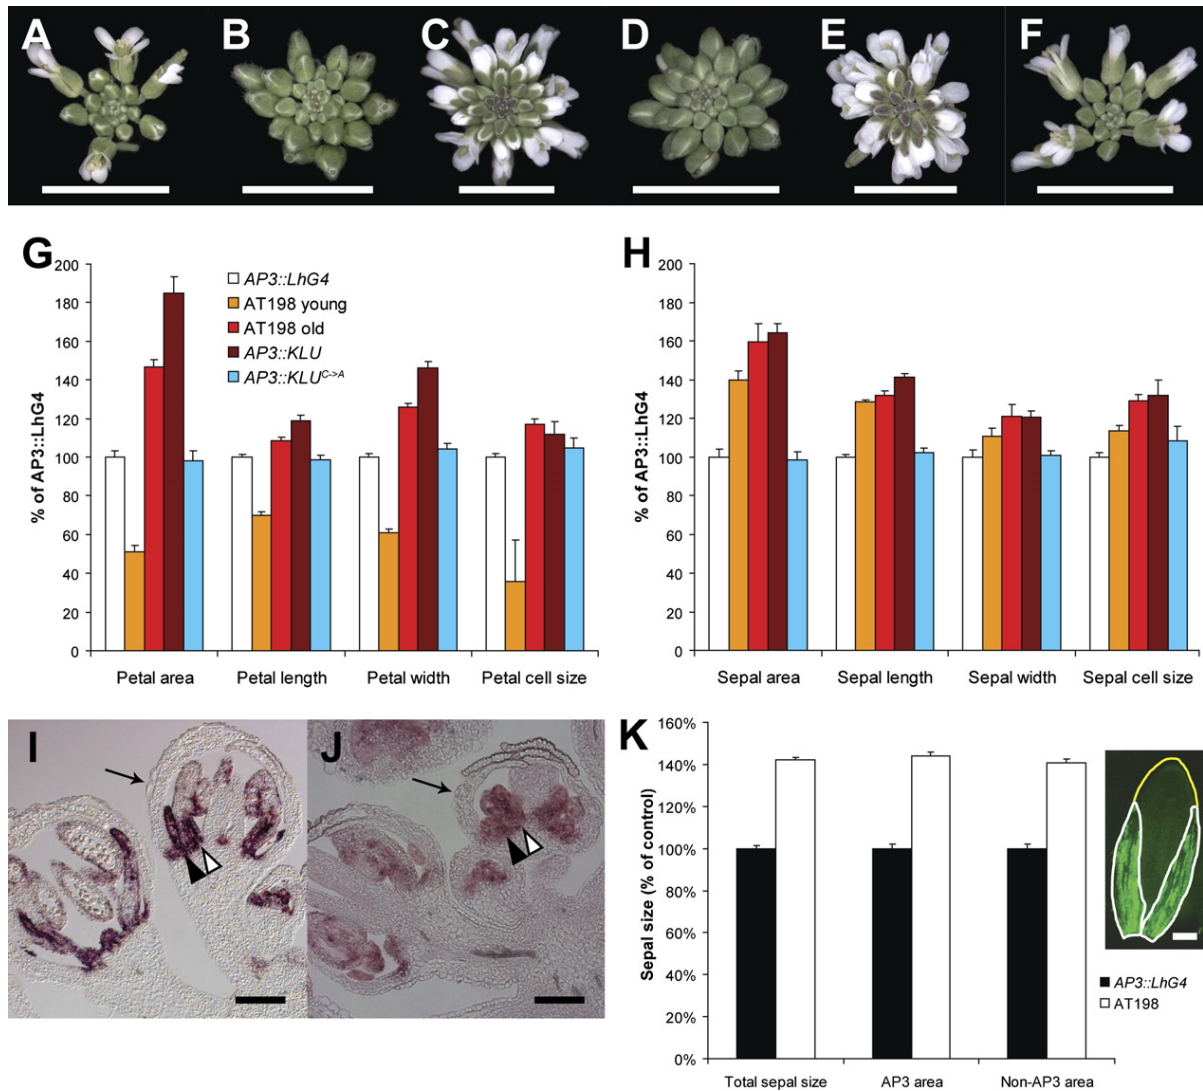 A B C D E F
G
% of AP3::LhG4
200
180
160
140
120
100
80
60
40
20
0
AP3::LhG4
AT198 young
AT198 old
AP3::KLU
AP3::KLU^C->A
Petal area Petal length Petal width Petal cell size
H
% of AP3::LhG4
200
180
160
140
120
100
80
60
40
20
0
Sepal area Sepal length Sepal width Sepal cell size
I J
K
Sepal size (% of control)
160%
140%
120%
100%
80%
60%
40%
20%
0%
AP3::LhG4
AT198
Total sepal size AP3 area Non-AP3 area